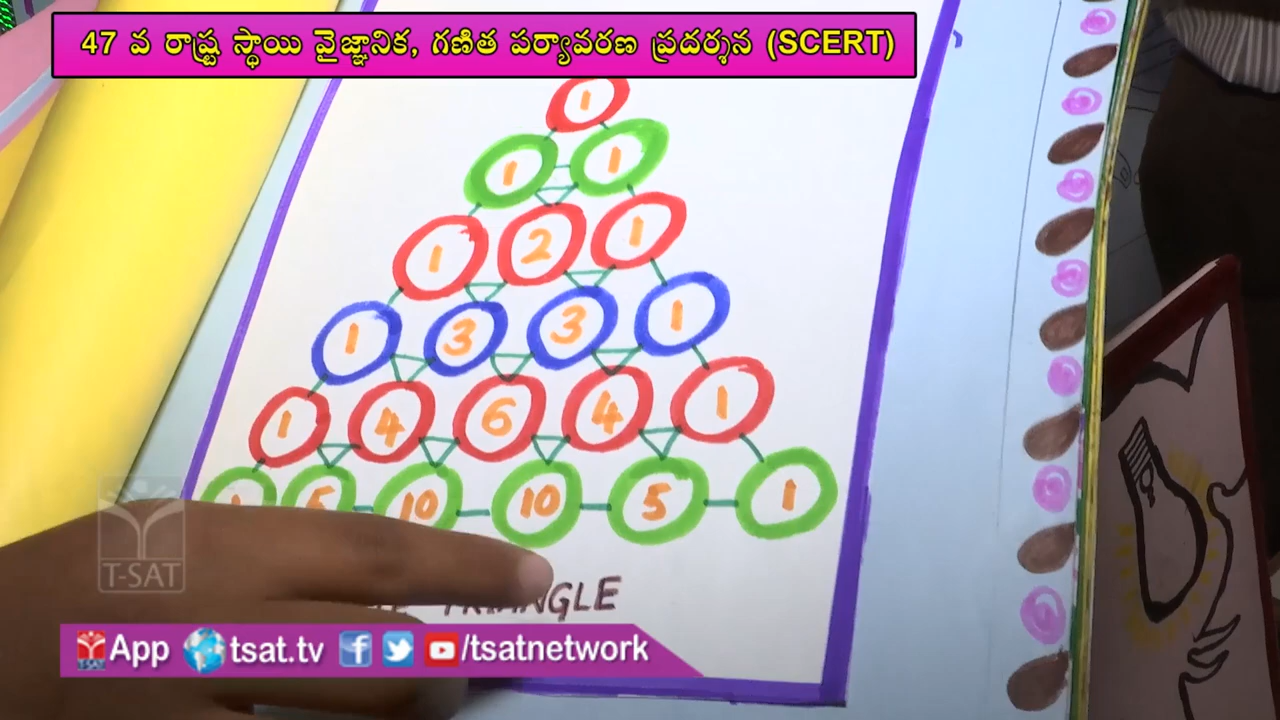 47 వ రాష్ట్ర స్థాయి వైజ్ఞానిక, గణిత పర్యావరణ ప్రదర్శన (SCERT)
1
1 1
1 2 1
1 3 3 1
1 4 6 4 1
1 5 10 10 5 1
TRIANGLE
T-SAT
App tsat.tv /tsatnetwork